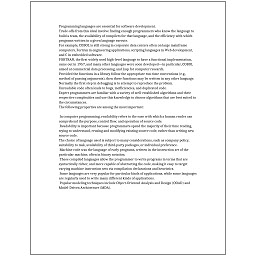 Programming languages are essential for software development.
Trade-offs from this ideal involve finding enough programmers who know the language to
build a team, the availability of compilers for that language, and the efficiency with which
programs written in a given language execute.
For example, COBOL is still strong in corporate data centers often on large mainframe
computers, Fortran in engineering applications, scripting languages in Web development,
and C in embedded software.
FORTRAN, the first widely used high-level language to have a functional implementation,
came out in 1957, and many other languages were soon developed—in particular, COBOL
aimed at commercial data processing, and Lisp for computer research.
Provided the functions in a library follow the appropriate run-time conventions (e.g.,
method of passing arguments), then these functions may be written in any other language.
Normally the first step in debugging is to attempt to reproduce the problem.
Unreadable code often leads to bugs, inefficiencies, and duplicated code.
Expert programmers are familiar with a variety of well-established algorithms and their
respective complexities and use this knowledge to choose algorithms that are best suited to
the circumstances.
The following properties are among the most important:

In computer programming, readability refers to the ease with which a human reader can
comprehend the purpose, control flow, and operation of source code.
Readability is important because programmers spend the majority of their time reading,
trying to understand, reusing and modifying existing source code, rather than writing new
source code.
The choice of language used is subject to many considerations, such as company policy,
suitability to task, availability of third-party packages, or individual preference.
Machine code was the language of early programs, written in the instruction set of the
particular machine, often in binary notation.
These compiled languages allow the programmer to write programs in terms that are
syntactically richer, and more capable of abstracting the code, making it easy to target
varying machine instruction sets via compilation declarations and heuristics.
Some languages are very popular for particular kinds of applications, while some languages
are regularly used to write many different kinds of applications.
Popular modeling techniques include Object-Oriented Analysis and Design (OOAD) and
Model-Driven Architecture (MDA).